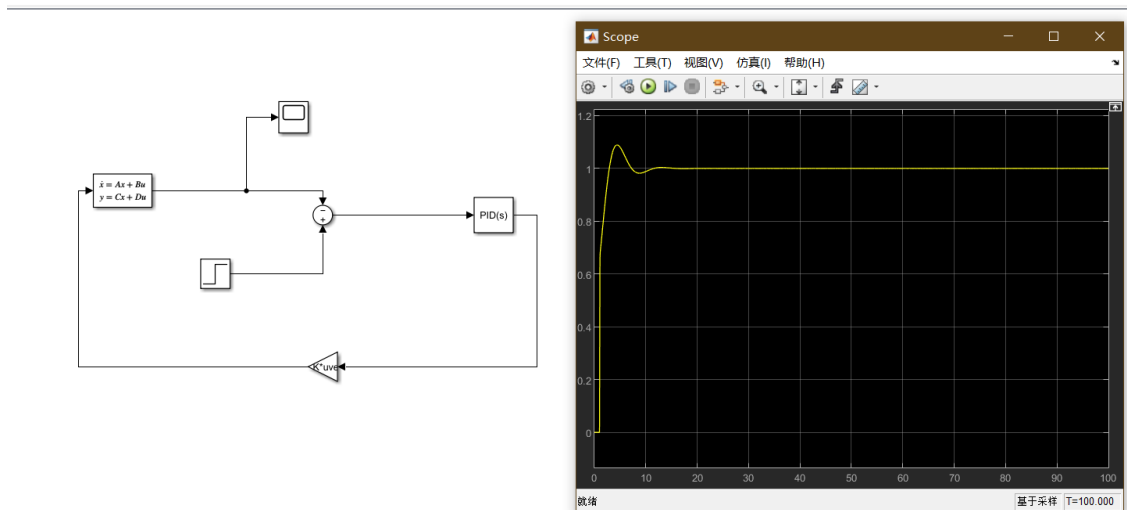 Scope
文件(F) 工具(T) 视图(V) 仿真(I) 帮助(H)
ẋ = Ax + Bu
y = Cx + Du
−
+
PID(s)
K*uve
1.2
1
0.8
0.6
0.4
0.2
0
0 10 20 30 40 50 60 70 80 90 100
就绪 基于采样 T=100.000